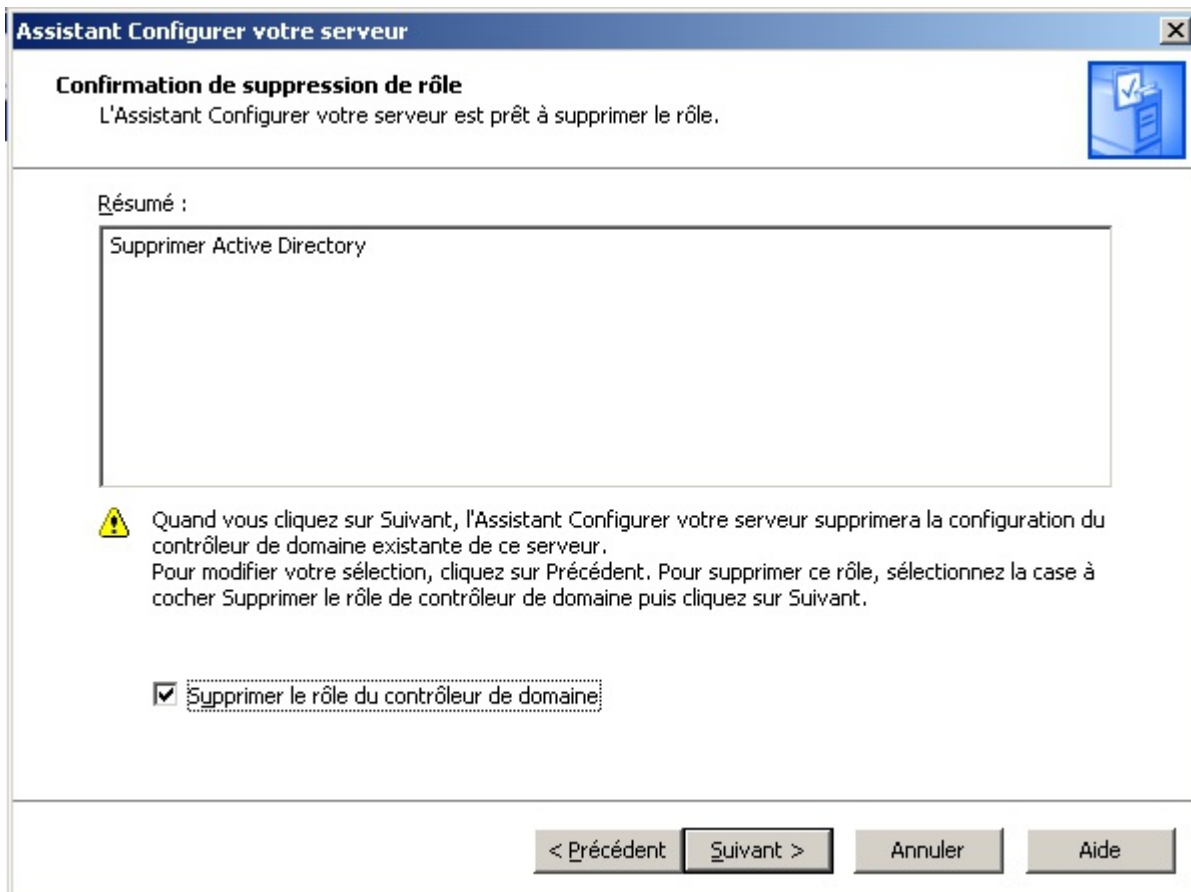 Assistant Configurer votre serveur
Confirmation de suppression de rôle
L'Assistant Configurer votre serveur est prêt à supprimer le rôle.
Résumé :
Supprimer Active Directory
Quand vous cliquez sur Suivant, l'Assistant Configurer votre serveur supprimera la configuration du
contrôleur de domaine existante de ce serveur.
Pour modifier votre sélection, cliquez sur Précédent. Pour supprimer ce rôle, sélectionnez la case à
cocher Supprimer le rôle de contrôleur de domaine puis cliquez sur Suivant.
Supprimer le rôle du contrôleur de domaine
< Précédent Suivant > Annuler Aide